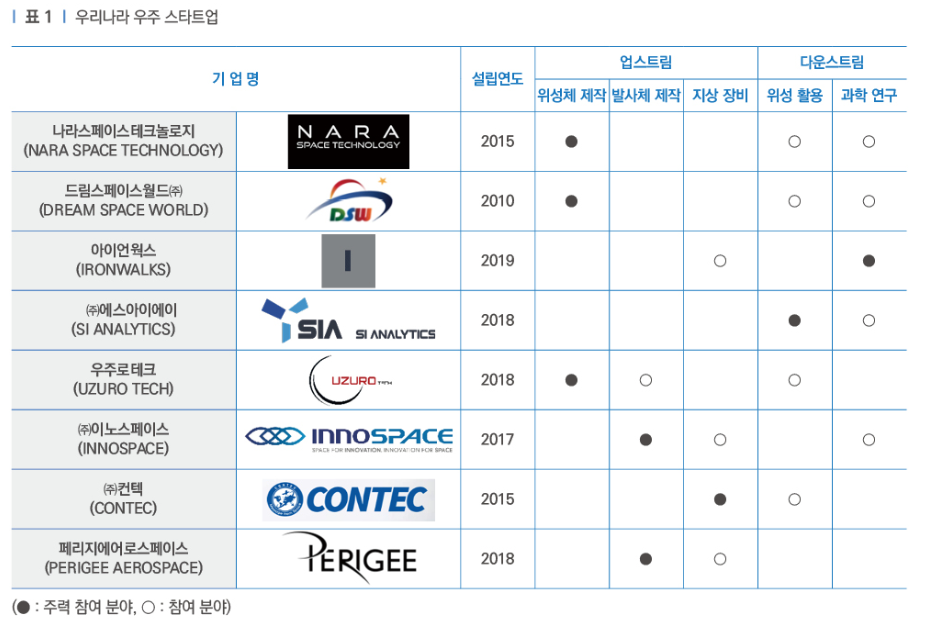 | 표 1 | 우리나라 우주 스타트업
기 업 명 설립연도 업스트림 다운스트림
위성체 제작 발사체 제작 지상 장비 위성 활용 과학 연구
나라스페이스테크놀로지
(NARA SPACE TECHNOLOGY)
NARA
SPACE TECHNOLOGY
2015 ● ○ ○
드림스페이스월드㈜
(DREAM SPACE WORLD)
DSW
2010 ● ○ ○
아이언웍스
(IRONWALKS)
I
2019 ○ ●
㈜에스아이에이
(SI ANALYTICS)
SIA SI ANALYTICS
2018 ● ○
우주로테크
(UZURO TECH)
UZURO TECH
2018 ● ○ ○
㈜이노스페이스
(INNOSPACE)
INNOSPACE
SPACE FOR INNOVATION, INNOVATION FOR SPACE
2017 ● ○ ○
㈜컨텍
(CONTEC)
CONTEC
2015 ● ○
페리지에어로스페이스
(PERIGEE AEROSPACE)
PERIGEE
2018 ● ○
(● : 주력 참여 분야, ○ : 참여 분야)